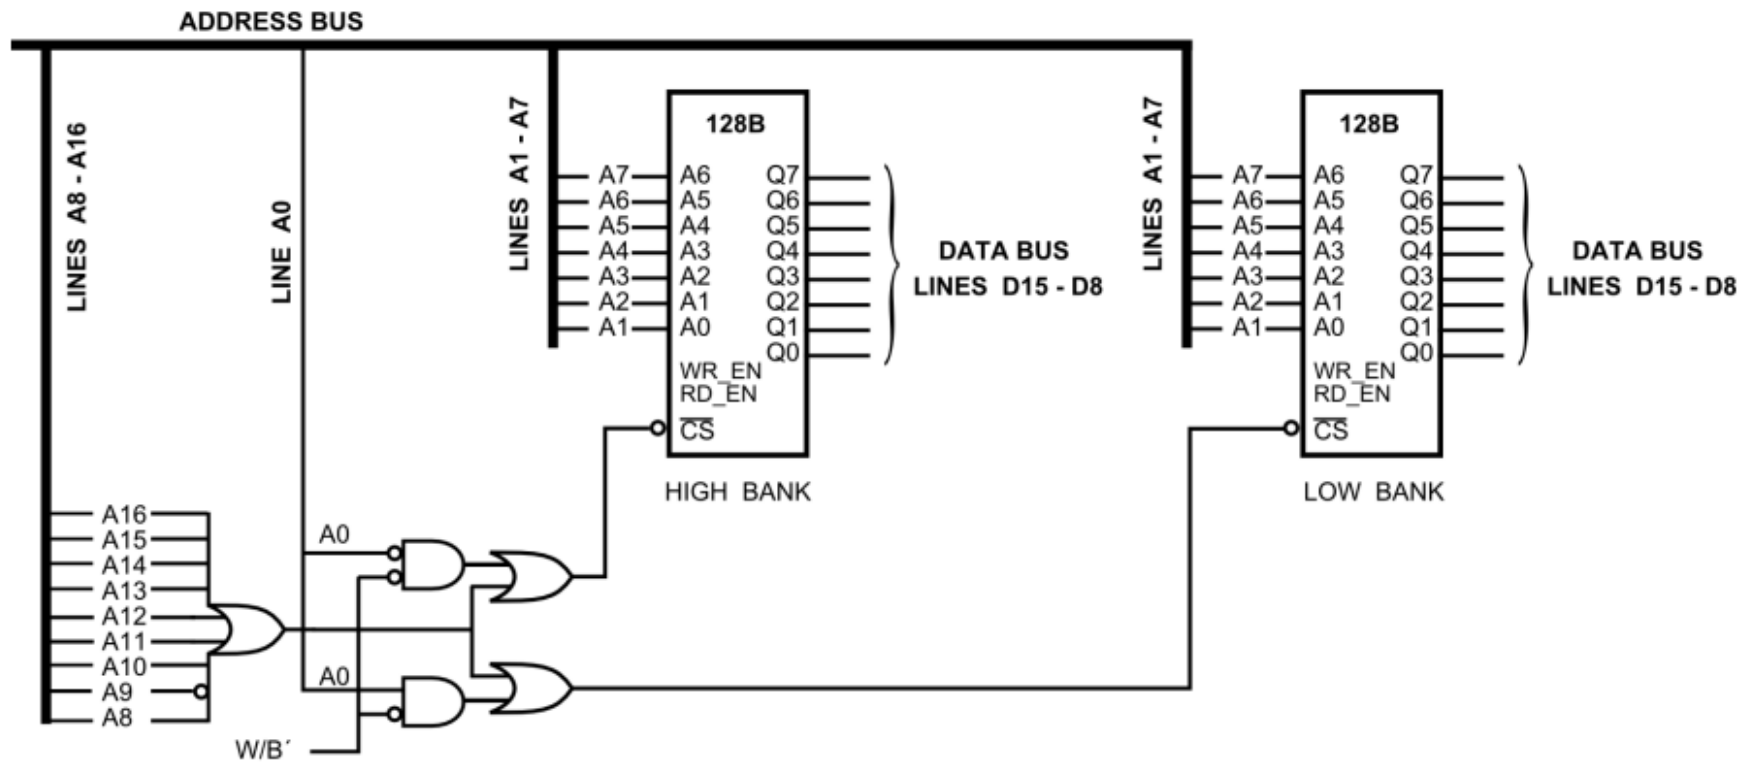 ADDRESS BUS
LINES A8 - A16
LINE A0
LINES A1 - A7
128B
A7 A6 Q7
A6 A5 Q6
A5 A4 Q5
A4 A3 Q4
A3 A2 Q3
A2 A1 Q2
A1 A0 Q1
Q0
WR_EN
RD_EN
CS
HIGH BANK
DATA BUS
LINES D15 - D8
LINES A1 - A7
128B
A7 A6 Q7
A6 A5 Q6
A5 A4 Q5
A4 A3 Q4
A3 A2 Q3
A2 A1 Q2
A1 A0 Q1
Q0
WR_EN
RD_EN
CS
LOW BANK
DATA BUS
LINES D15 - D8
A16
A15
A14
A13
A12
A11
A10
A9
A8
A0
A0
W/B´